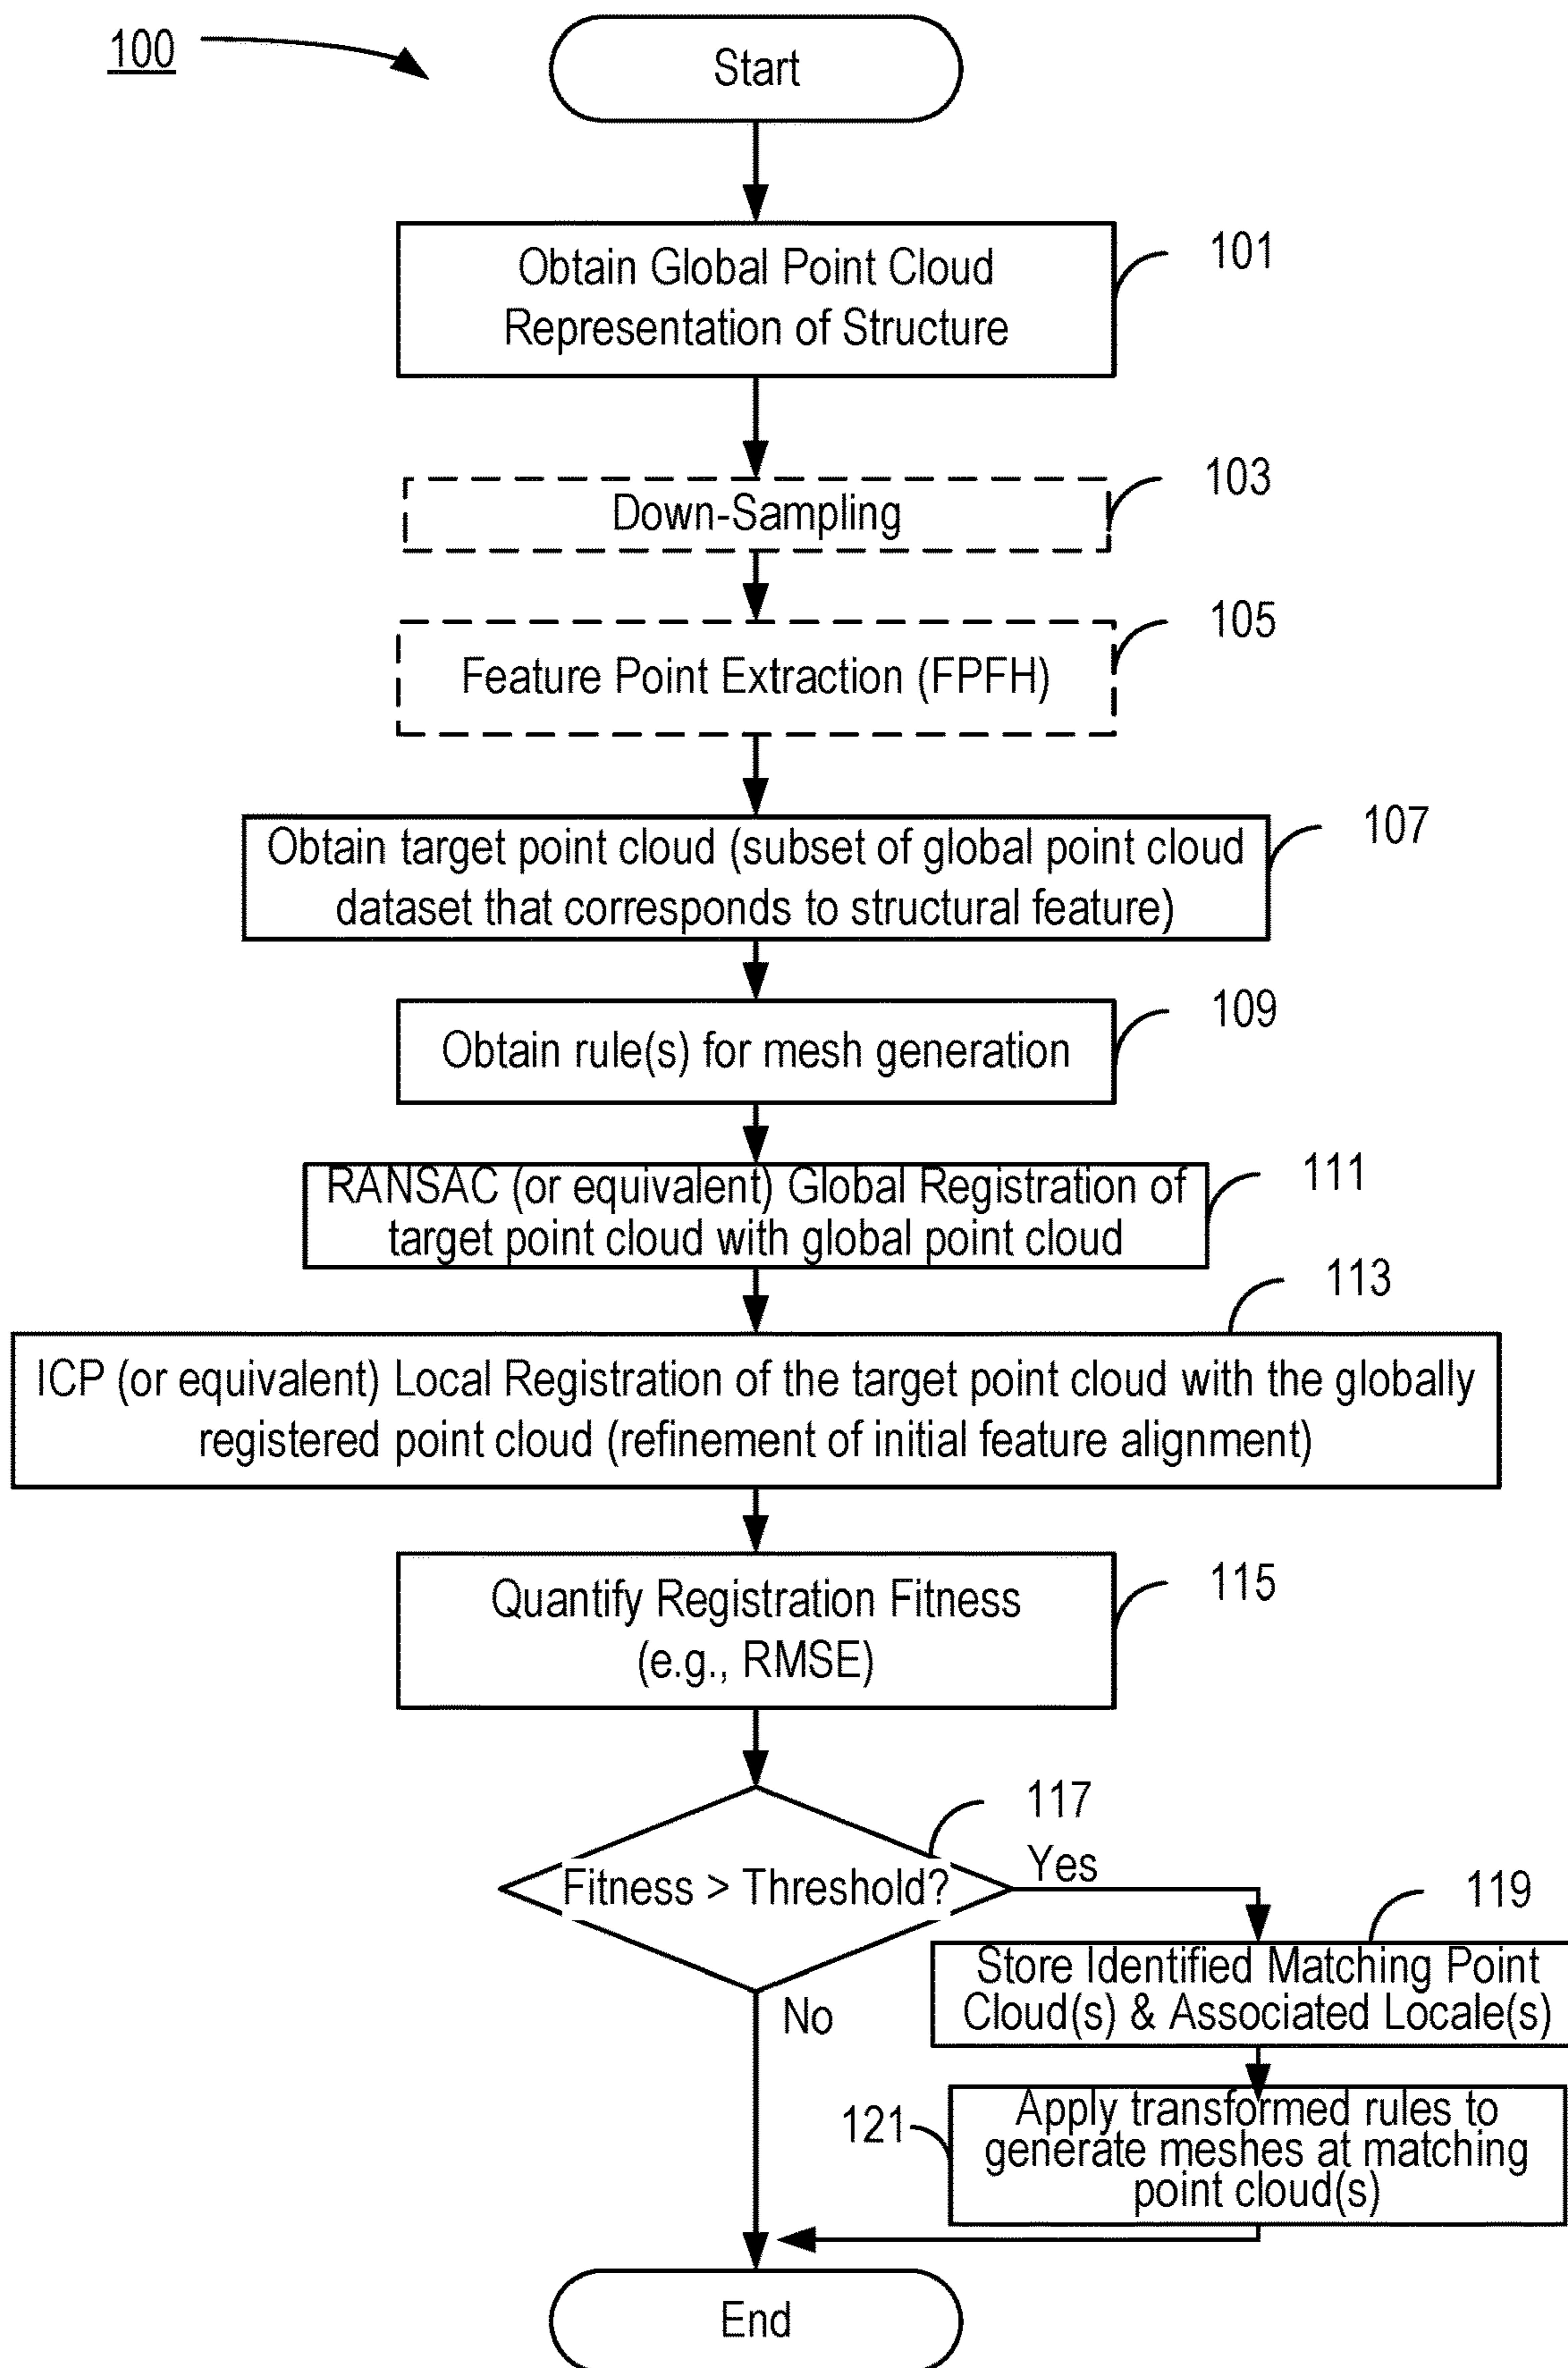 100
Start
Obtain Global Point Cloud
Representation of Structure
101
Down-Sampling
103
Feature Point Extraction (FPFH)
105
Obtain target point cloud (subset of global point cloud
dataset that corresponds to structural feature)
107
Obtain rule(s) for mesh generation
109
RANSAC (or equivalent) Global Registration of
target point cloud with global point cloud
111
ICP (or equivalent) Local Registration of the target point cloud with the globally
registered point cloud (refinement of initial feature alignment)
113
Quantify Registration Fitness
(e.g., RMSE)
115
Fitness > Threshold?
117
Yes
No
Store Identified Matching Point
Cloud(s) & Associated Locale(s)
119
Apply transformed rules to
generate meshes at matching
point cloud(s)
121
End